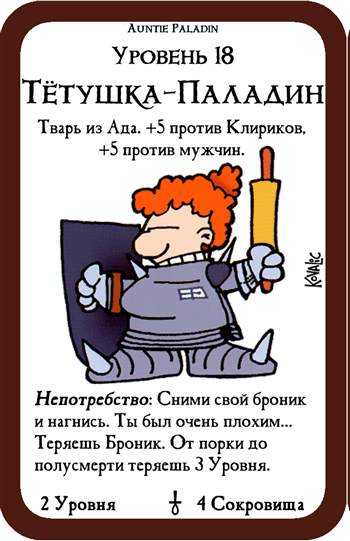 Auntie Paladin
Уровень 18
Тётушка-Паладин
Тварь из Ада. +5 против Клириков,
+5 против мужчин.
Kovalic
Непотребство: Сними свой броник
и нагнись. Ты был очень плохим...
Теряешь Броник. От порки до
полусмерти теряешь 3 Уровня.
2 Уровня 4 Сокровища